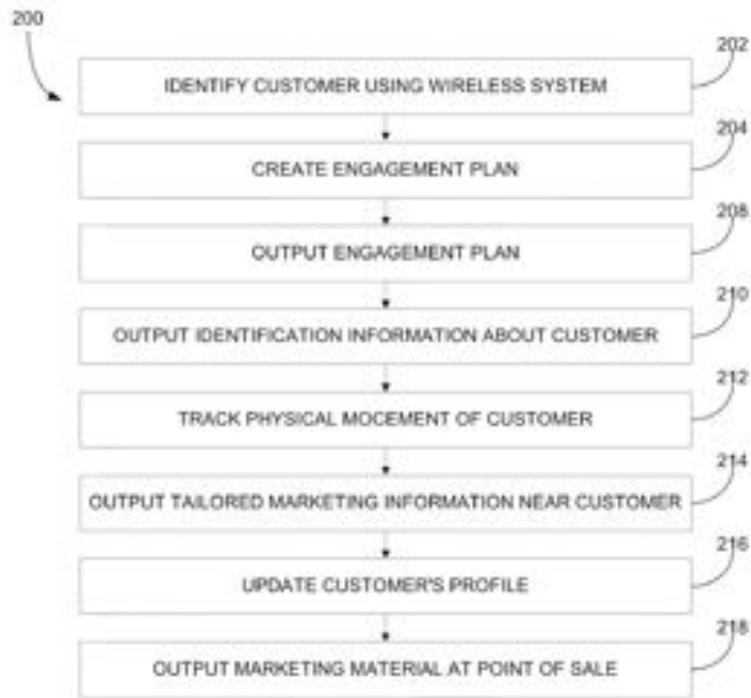 200
202
IDENTIFY CUSTOMER USING WIRELESS SYSTEM
204
CREATE ENGAGEMENT PLAN
208
OUTPUT ENGAGEMENT PLAN
210
OUTPUT IDENTIFICATION INFORMATION ABOUT CUSTOMER
212
TRACK PHYSICAL MOCEMENT OF CUSTOMER
214
OUTPUT TAILORED MARKETING INFORMATION NEAR CUSTOMER
216
UPDATE CUSTOMER'S PROFILE
218
OUTPUT MARKETING MATERIAL AT POINT OF SALE